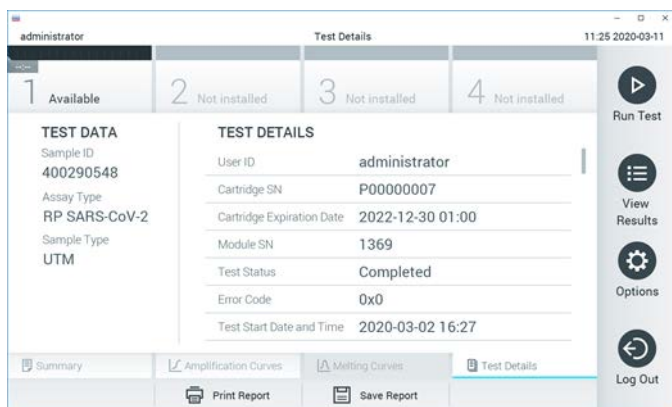 administrator Test Details 11:25 2020-03-11
1 Available
2 Not installed
3 Not installed
4 Not installed
TEST DATA
Sample ID
400290548
Assay Type
RP SARS-CoV-2
Sample Type
UTM
TEST DETAILS
User ID administrator
Cartridge SN P00000007
Cartridge Expiration Date 2022-12-30 01:00
Module SN 1369
Test Status Completed
Error Code 0x0
Test Start Date and Time 2020-03-02 16:27
Summary
Amplification Curves
Melting Curves
Test Details
Print Report
Save Report
Run Test
View
Results
Options
Log Out